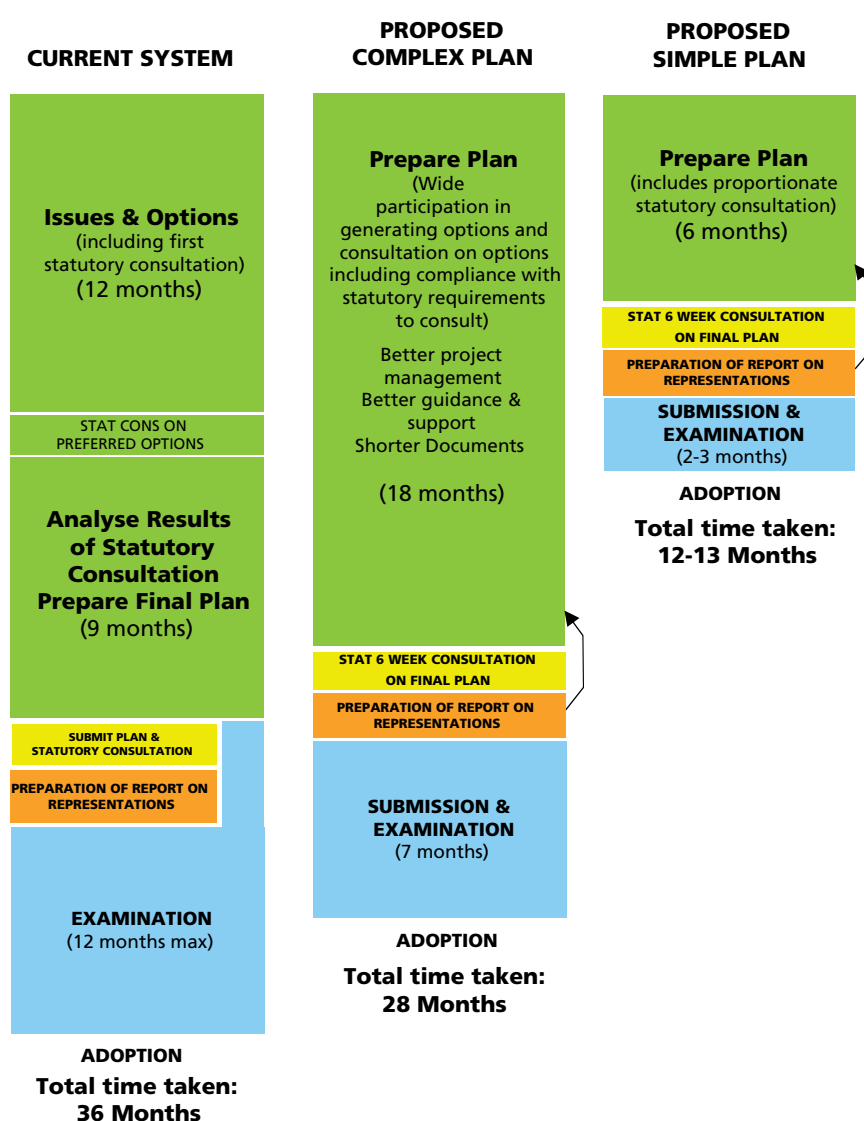 CURRENT SYSTEM
Issues & Options
(including first
statutory consultation)
(12 months)
STAT CONS ON
PREFERRED OPTIONS
Analyse Results
of Statutory
Consultation
Prepare Final Plan
(9 months)
SUBMIT PLAN &
STATUTORY CONSULTATION
PREPARATION OF REPORT ON
REPRESENTATIONS
EXAMINATION
(12 months max)
ADOPTION
Total time taken:
36 Months
PROPOSED
COMPLEX PLAN
Prepare Plan
(Wide
participation in
generating options and
consultation on options
including compliance with
statutory requirements
to consult)
Better project
management
Better guidance &
support
Shorter Documents
(18 months)
STAT 6 WEEK CONSULTATION
ON FINAL PLAN
PREPARATION OF REPORT ON
REPRESENTATIONS
SUBMISSION &
EXAMINATION
(7 months)
ADOPTION
Total time taken:
28 Months
PROPOSED
SIMPLE PLAN
Prepare Plan
(includes proportionate
statutory consultation)
(6 months)
STAT 6 WEEK CONSULTATION
ON FINAL PLAN
PREPARATION OF REPORT ON
REPRESENTATIONS
SUBMISSION &
EXAMINATION
(2-3 months)
ADOPTION
Total time taken:
12-13 Months